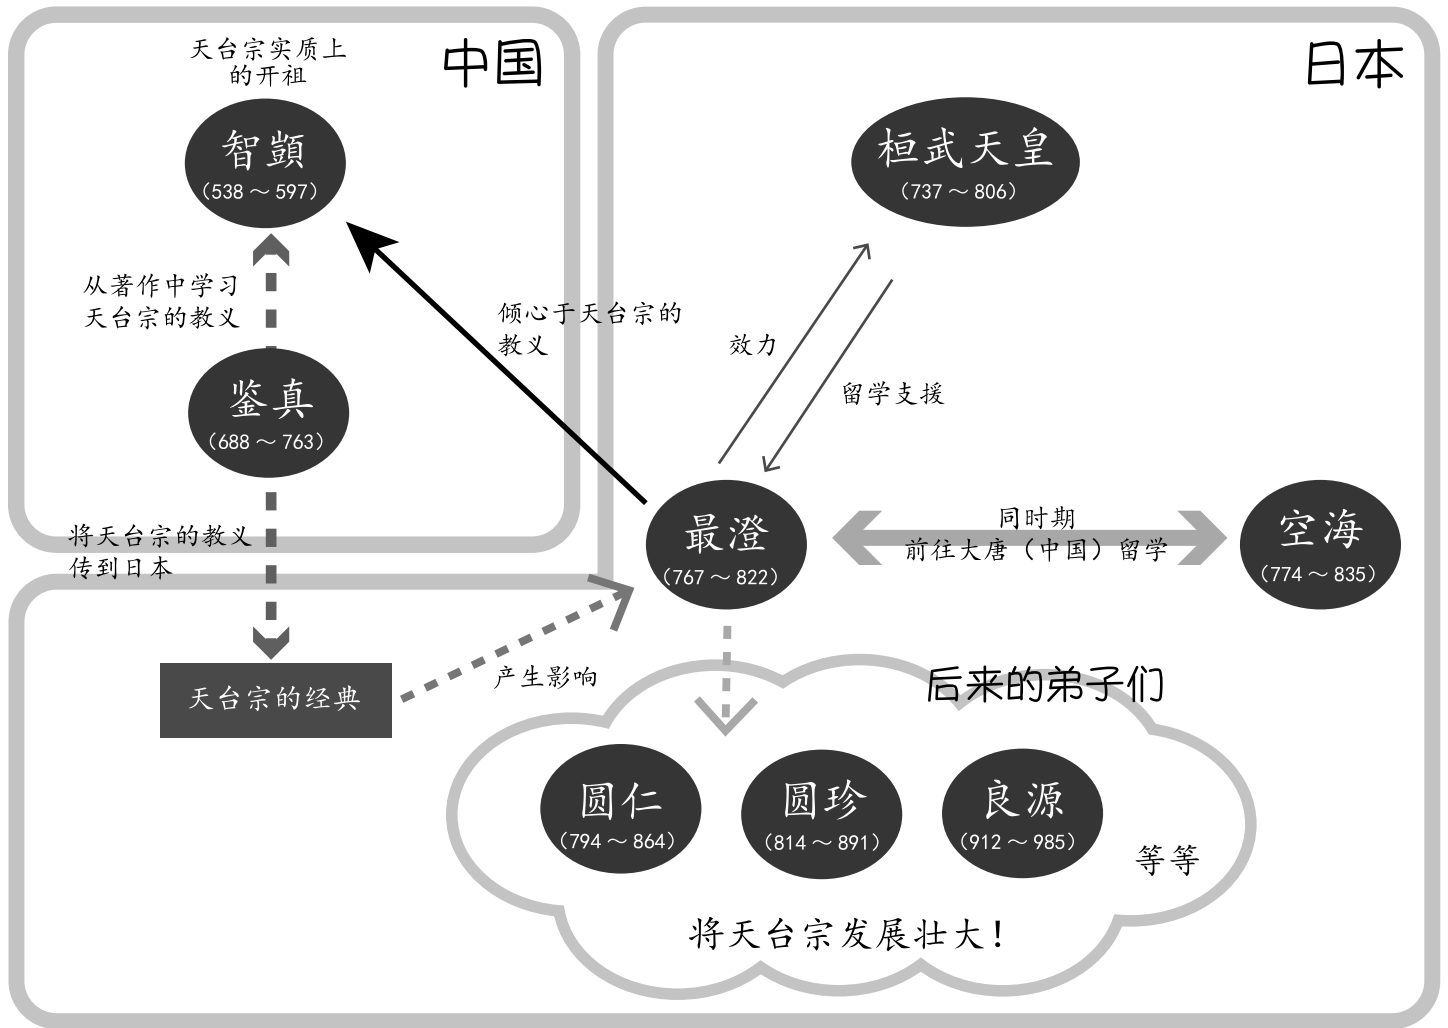 中国
天台宗实质上
的开祖
智顗
（538～597）
从著作中学习
天台宗的教义
鉴真
（688～763）
将天台宗的教义
传到日本
天台宗的经典
产生影响
倾心于天台宗的
教义
日本
桓武天皇
（737～806）
效力
留学支援
最澄
（767～822）
同时期
前往大唐（中国）留学
空海
（774～835）
后来的弟子们
圆仁
（794～864）
圆珍
（814～891）
良源
（912～985）
等等
将天台宗发展壮大！